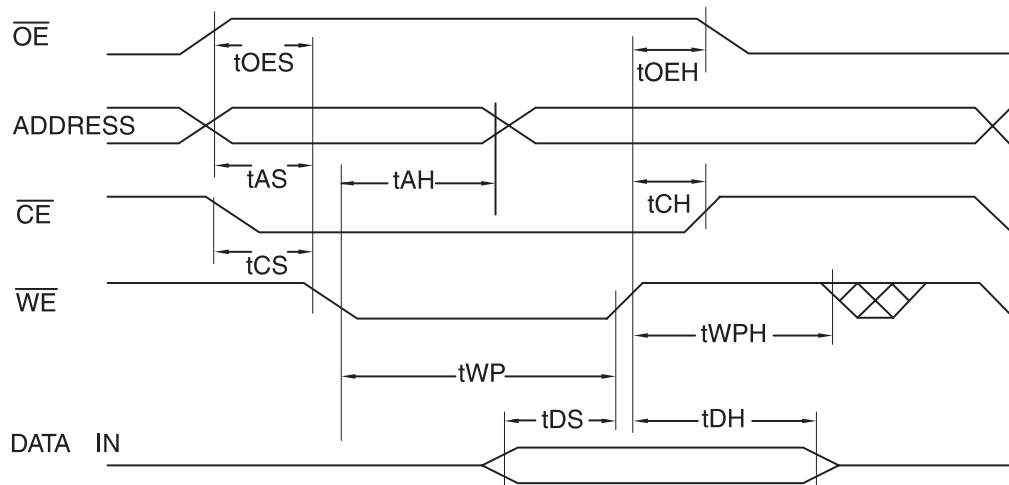 OE
tOES
tOEH
ADDRESS
tAS
tAH
tCH
CE
tCS
WE
tWPH
tWP
tDS
tDH
DATA IN